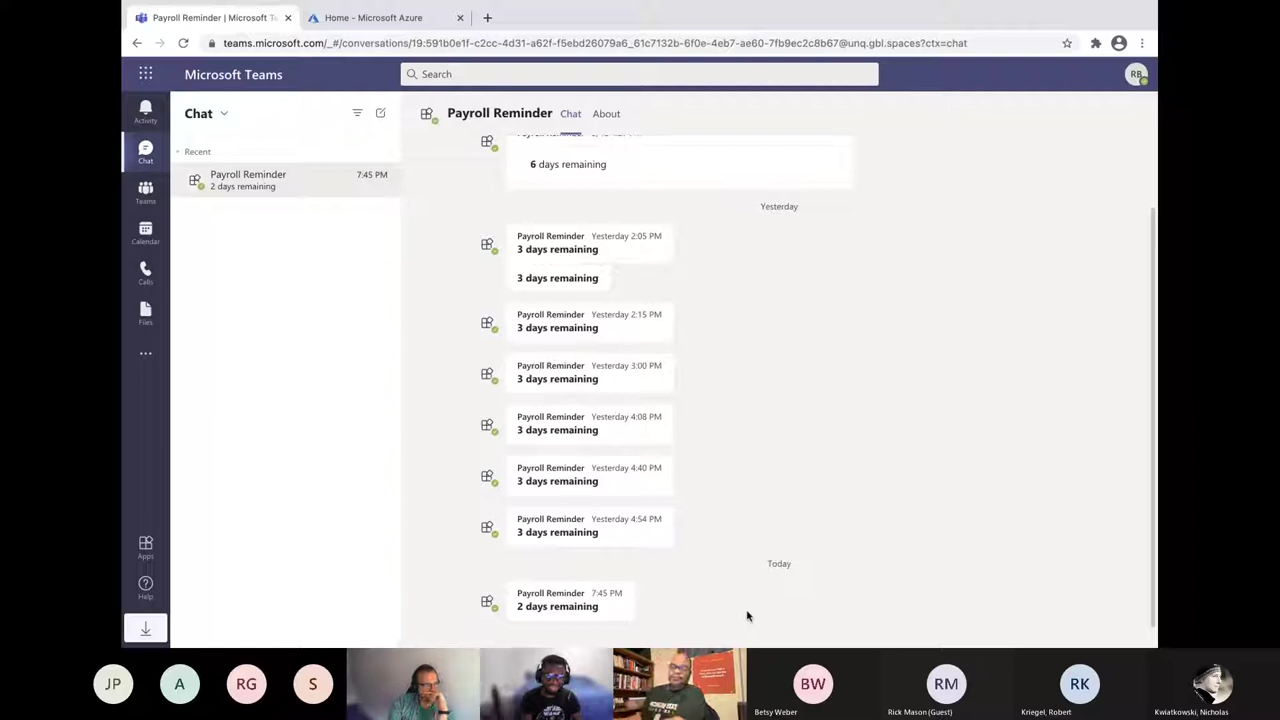 Payroll Reminder | Microsoft Te
Home - Microsoft Azure
teams.microsoft.com/_#/conversations/19:591b0e1f-c2cc-4d31-a62f-f5ebd26079a6_61c7132b-6f0e-4eb7-ae60-7fb9ec2c8b67@unq.gbl.spaces?ctx=chat
Microsoft Teams
Search
RB
Activity
Chat
Teams
Calendar
Calls
Files
Apps
Help
Chat
Recent
Payroll Reminder 7:45 PM
2 days remaining
Payroll Reminder Chat About
6 days remaining
Yesterday
Payroll Reminder Yesterday 2:05 PM
3 days remaining
3 days remaining
Payroll Reminder Yesterday 2:15 PM
3 days remaining
Payroll Reminder Yesterday 3:00 PM
3 days remaining
Payroll Reminder Yesterday 4:08 PM
3 days remaining
Payroll Reminder Yesterday 4:40 PM
3 days remaining
Payroll Reminder Yesterday 4:54 PM
3 days remaining
Today
Payroll Reminder 7:45 PM
2 days remaining
JP
A
RG
S
BW
Betsy Weber
RM
Rick Mason (Guest)
RK
Kriegel, Robert
Kwiatkowski, Nicholas